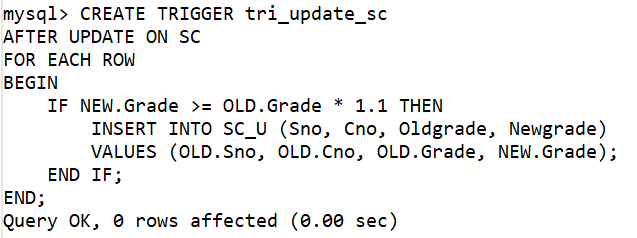 mysql> CREATE TRIGGER tri_update_sc
AFTER UPDATE ON SC
FOR EACH ROW
BEGIN
    IF NEW.Grade >= OLD.Grade * 1.1 THEN
        INSERT INTO SC_U (Sno, Cno, Oldgrade, Newgrade)
        VALUES (OLD.Sno, OLD.Cno, OLD.Grade, NEW.Grade);
    END IF;
END;
Query OK, 0 rows affected (0.00 sec)